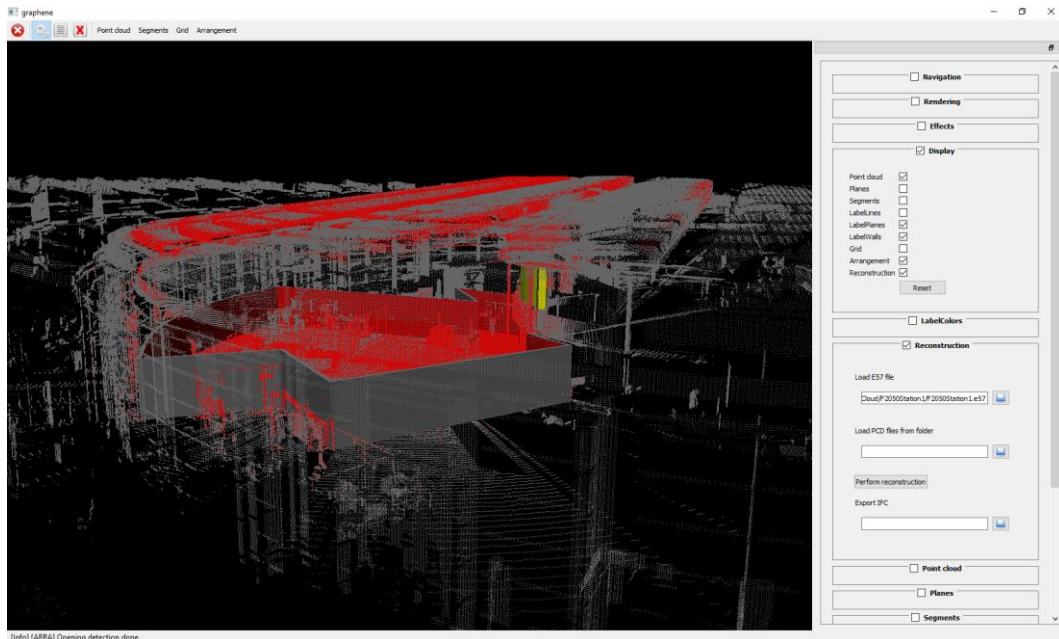 graphene
Point cloud Segments Grid Arrangement
Navigation
Rendering
Effects
Display
Point cloud
Planes
Segments
LabelLines
LabelPlanes
LabelWalls
Grid
Arrangement
Reconstruction
Reset
LabelColors
Reconstruction
Load E57 file
Cloud/F2050Station1/F2050Station1.e57
Load PCD files from folder
Perform reconstruction
Export IFC
Point cloud
Planes
Segments
[Info] [ARRA] Opening detection done.